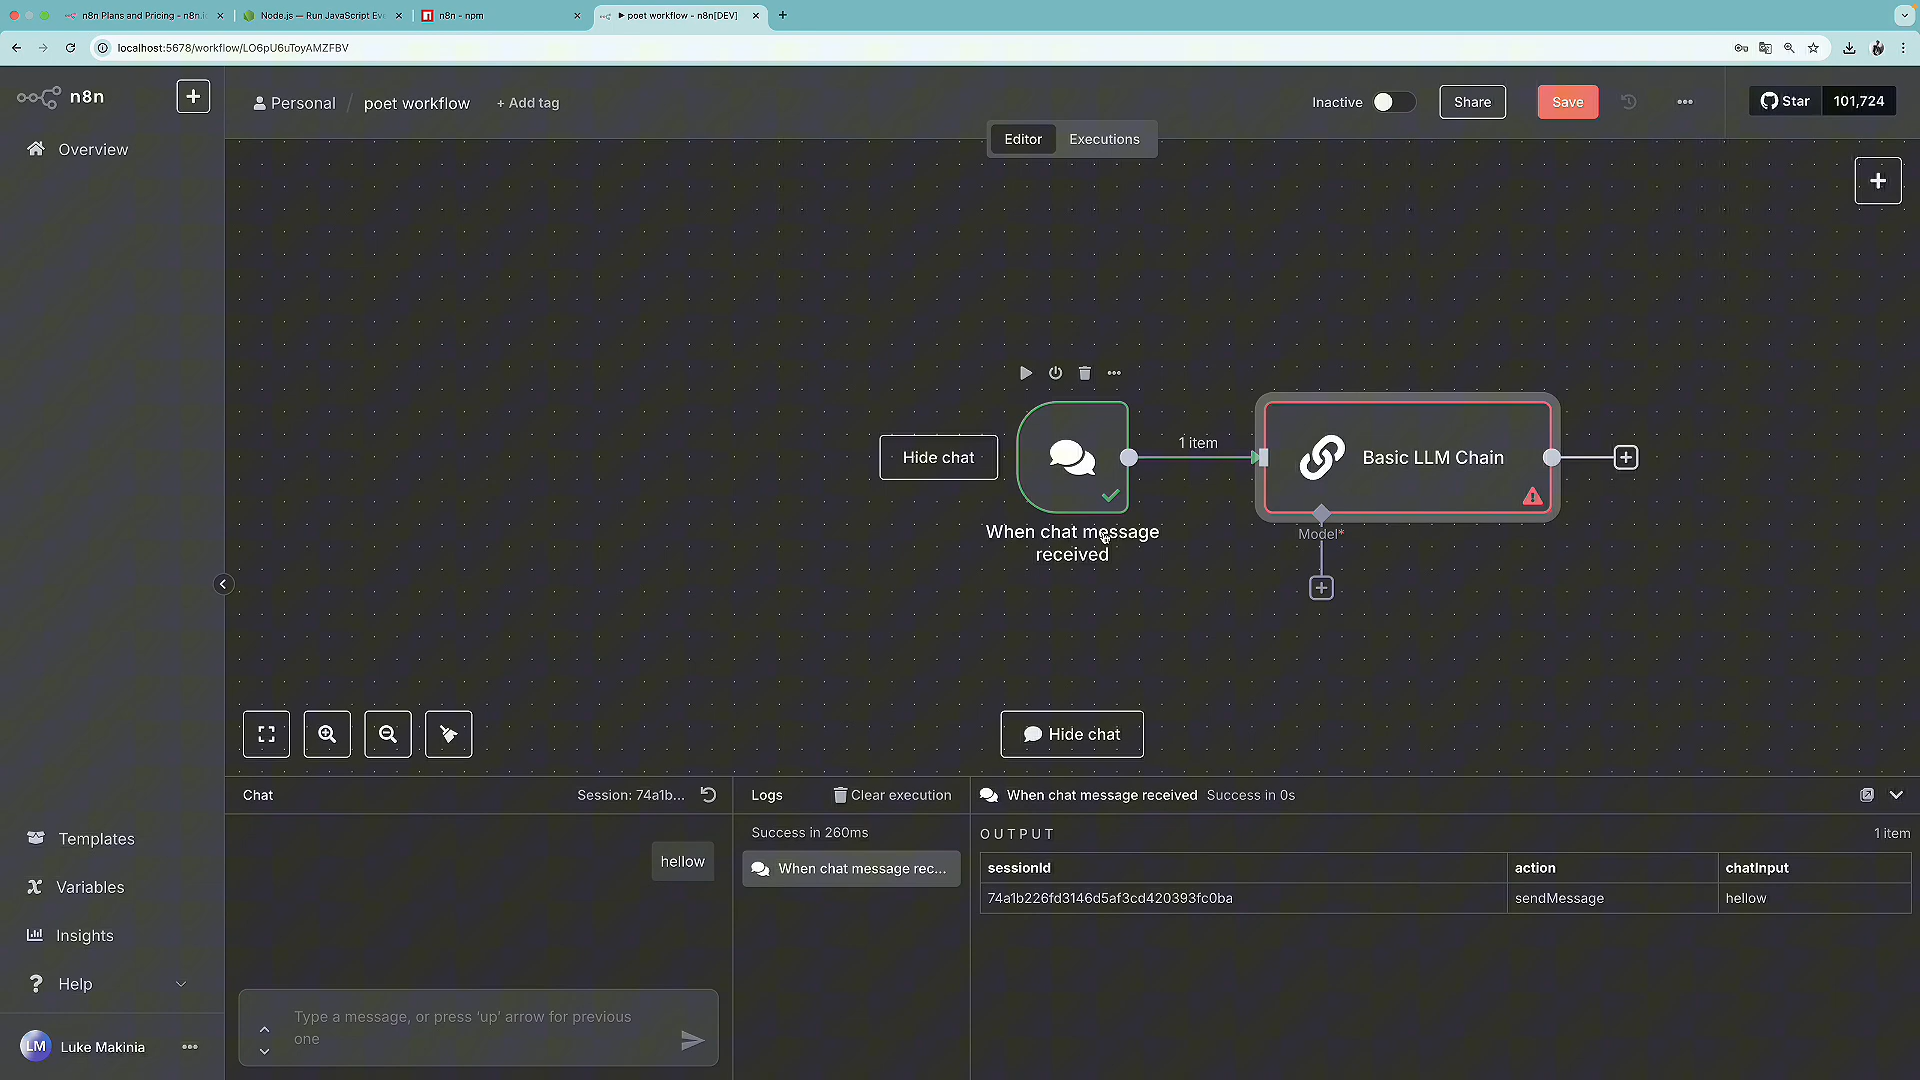 n8n Plans and Pricing - n8n.i
Node.js — Run JavaScript Ev
n8n - npm
poet workflow - n8n[DEV]
localhost:5678/workflow/LO6pU6uToyAMZFBV
n8n
Personal / poet workflow + Add tag
Inactive
Share
Save
Star 101,724
Editor Executions
Overview
Hide chat
1 item
Basic LLM Chain
When chat message
received
Model*
Hide chat
Templates
Variables
Insights
Help
LM Luke Makinia
Chat
Session: 74a1b...
hellow
Type a message, or press 'up' arrow for previous
one
Logs
Clear execution
Success in 260ms
When chat message rec...
When chat message received Success in 0s
OUTPUT
1 item
sessionId action chatInput
74a1b226fd3146d5af3cd420393fc0ba sendMessage hellow